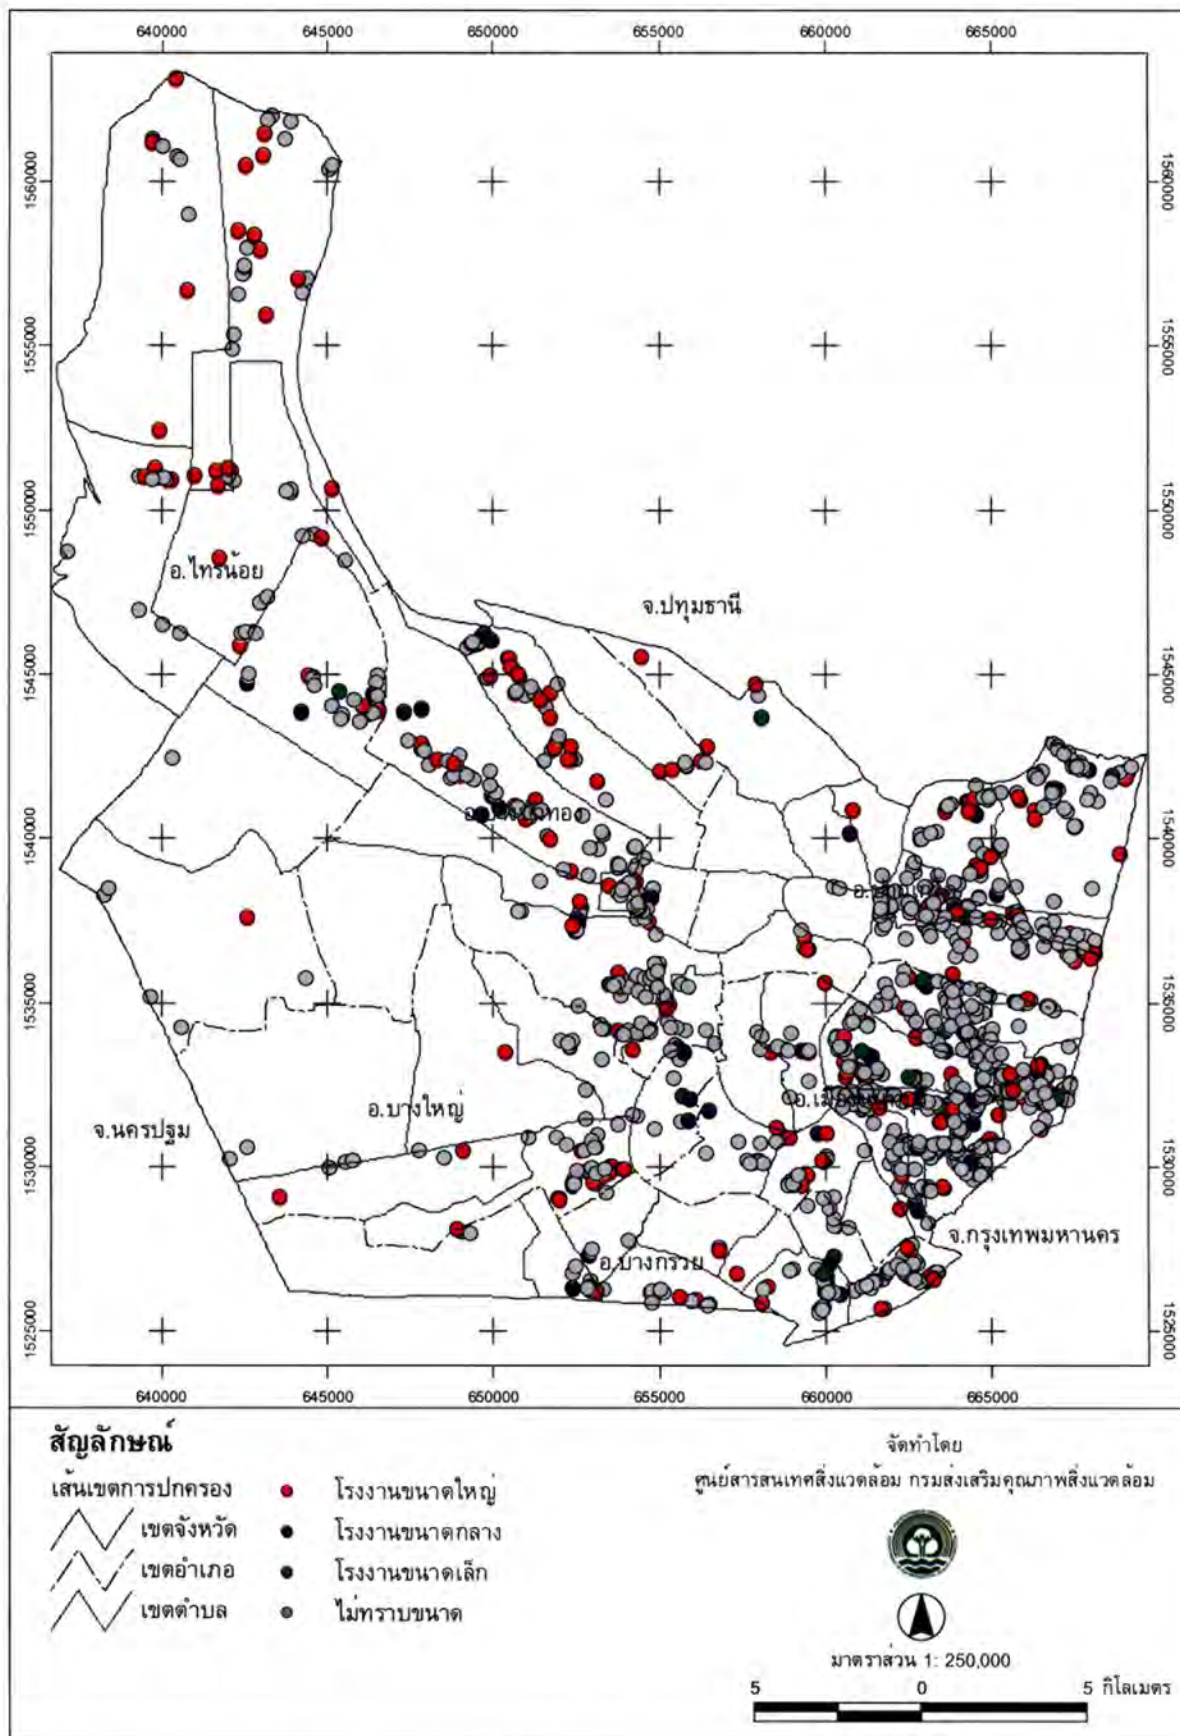 640000 645000 650000 655000 660000 665000
1560000 1560000
1555000 1555000
1550000 1550000
อ.ไทรน้อย
จ.ปทุมธานี
1545000 1545000
1540000 1540000
1535000 1535000
อ.บางใหญ่
จ.นครปฐม
1530000 1530000
จ.กรุงเทพมหานคร
อ.บางกรวย
1525000 1525000
640000 645000 650000 655000 660000 665000
สัญลักษณ์
เส้นเขตการปกครอง
เขตจังหวัด
เขตอำเภอ
เขตตำบล
โรงงานขนาดใหญ่
โรงงานขนาดกลาง
โรงงานขนาดเล็ก
ไม่ทราบขนาด
จัดทำโดย
ศูนย์สารสนเทศสิ่งแวดล้อม กรมส่งเสริมคุณภาพสิ่งแวดล้อม
มาตราส่วน 1: 250,000
5 0 5 กิโลเมตร